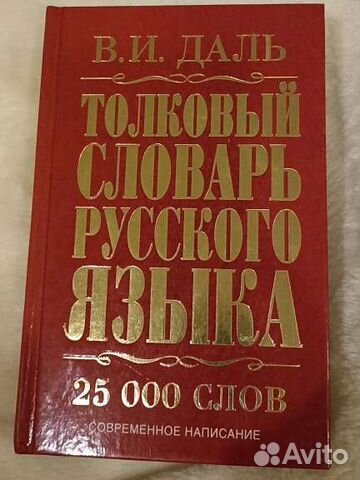 В.И. ДАЛЬ
ТОЛКОВЫЙ
СЛОВАРЬ
РУССКОГО
ЯЗЫКА
25 000 СЛОВ
СОВРЕМЕННОЕ НАПИСАНИЕ
Avito